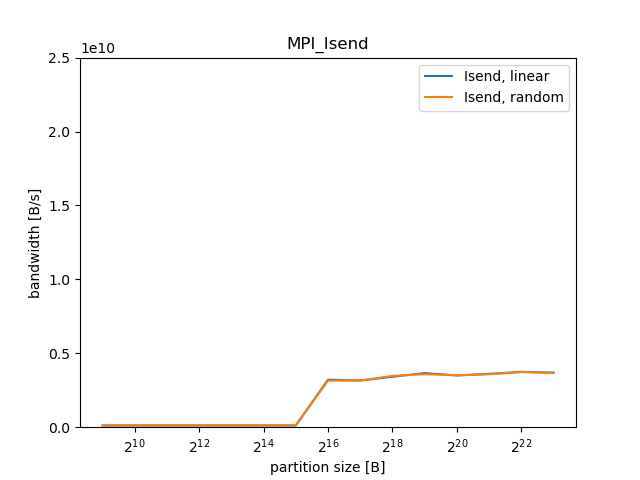 MPI_Isend
1e10
2.5
2.0
1.5
1.0
0.5
0.0
bandwidth [B/s]
Isend, linear
Isend, random
2^10 2^12 2^14 2^16 2^18 2^20 2^22
partition size [B]